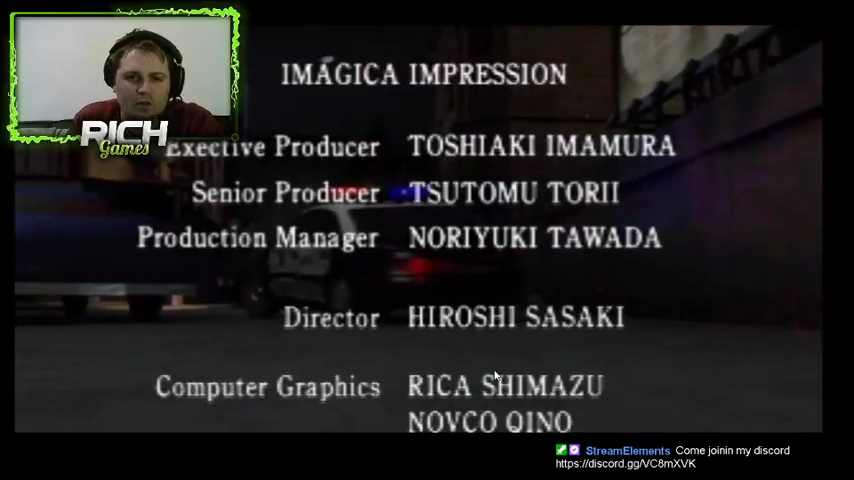 IMAGICA IMPRESSION
RICH
Games
Exective Producer TOSHIAKI IMAMURA
Senior Producer TSUTOMU TORII
Production Manager NORIYUKI TAWADA
Director HIROSHI SASAKI
Computer Graphics RICA SHIMAZU
NOVCO QINO
StreamElements Come joinin my discord
https://discord.gg/VC8mXVK